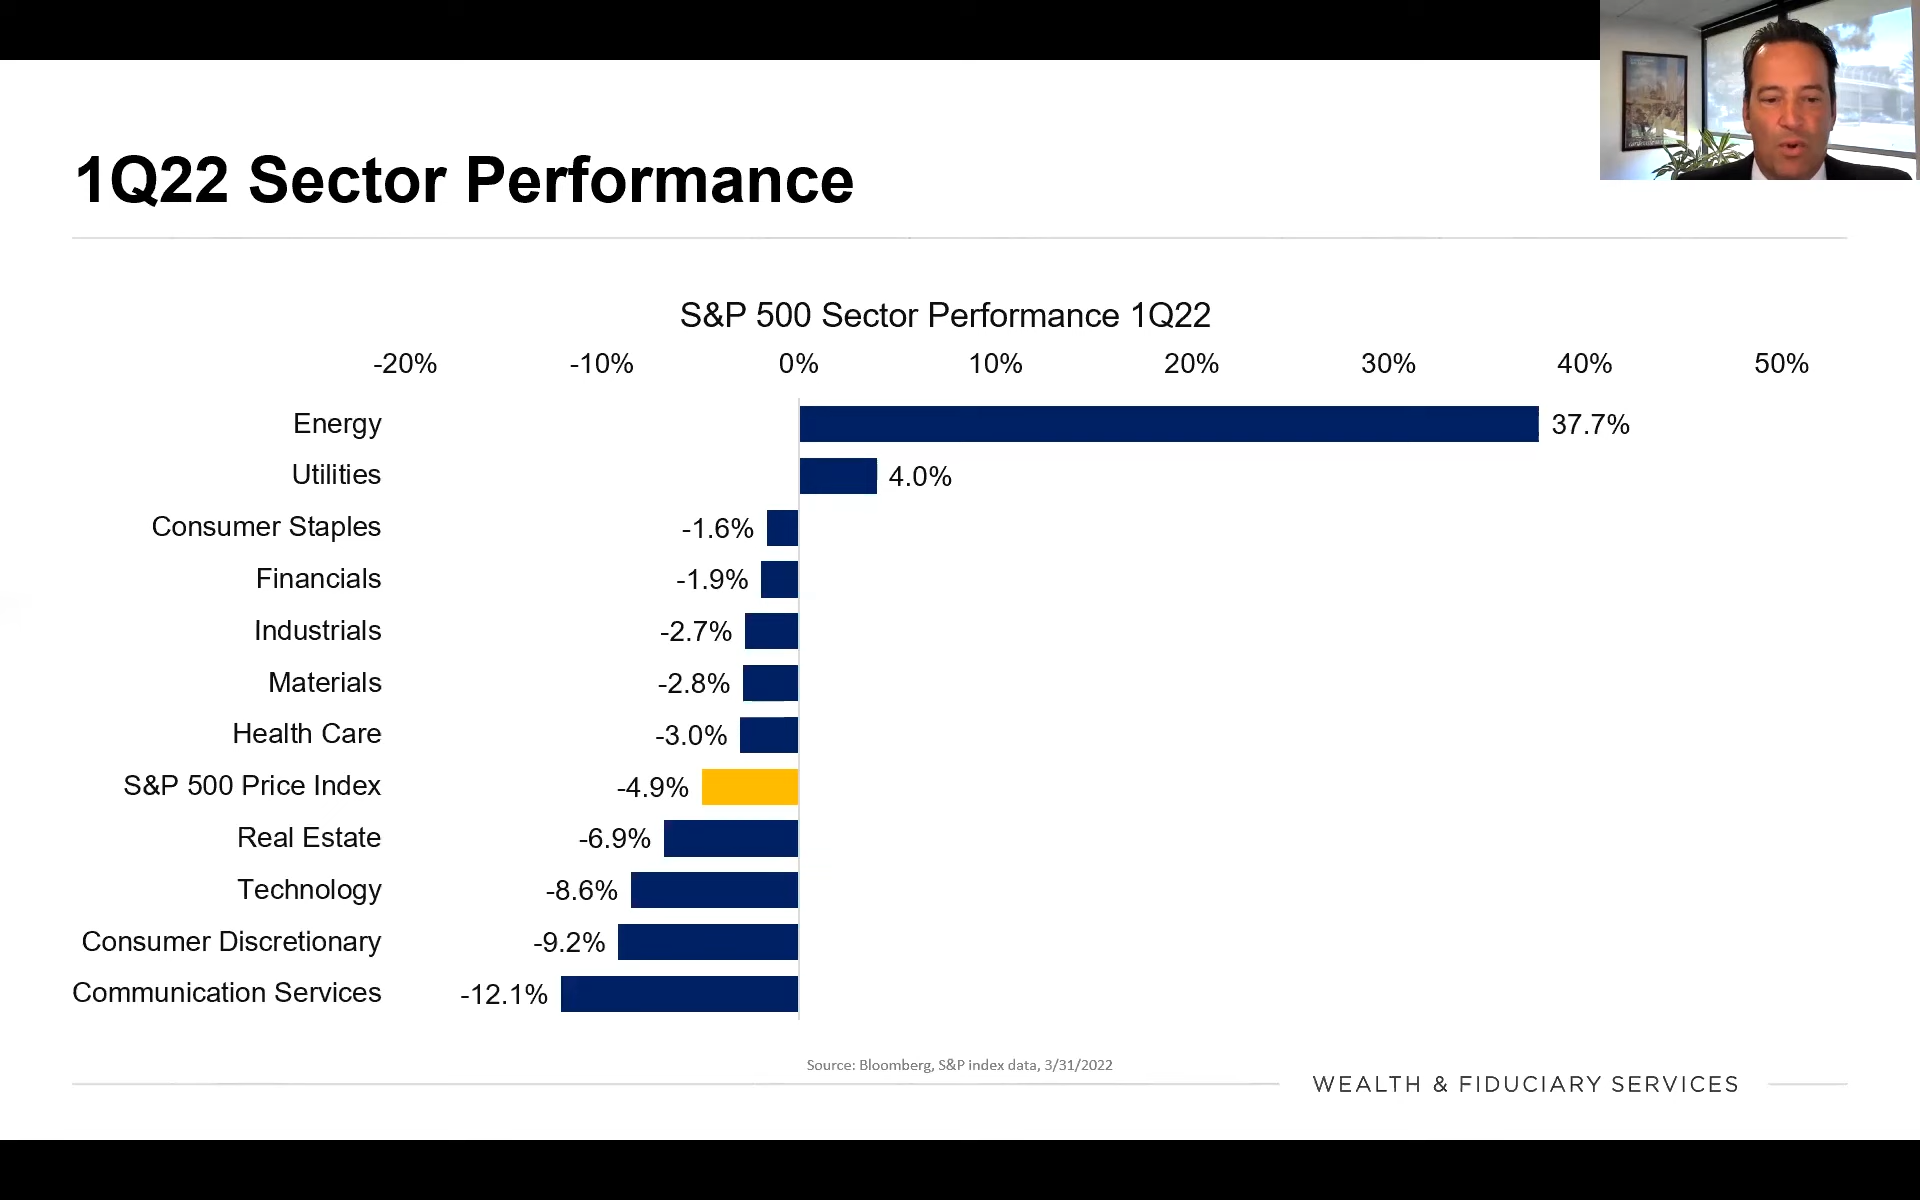 1Q22 Sector Performance
S&P 500 Sector Performance 1Q22
-20% -10% 0% 10% 20% 30% 40% 50%
Energy 37.7%
Utilities 4.0%
Consumer Staples -1.6%
Financials -1.9%
Industrials -2.7%
Materials -2.8%
Health Care -3.0%
S&P 500 Price Index -4.9%
Real Estate -6.9%
Technology -8.6%
Consumer Discretionary -9.2%
Communication Services -12.1%
Source: Bloomberg, S&P index data, 3/31/2022
WEALTH & FIDUCIARY SERVICES